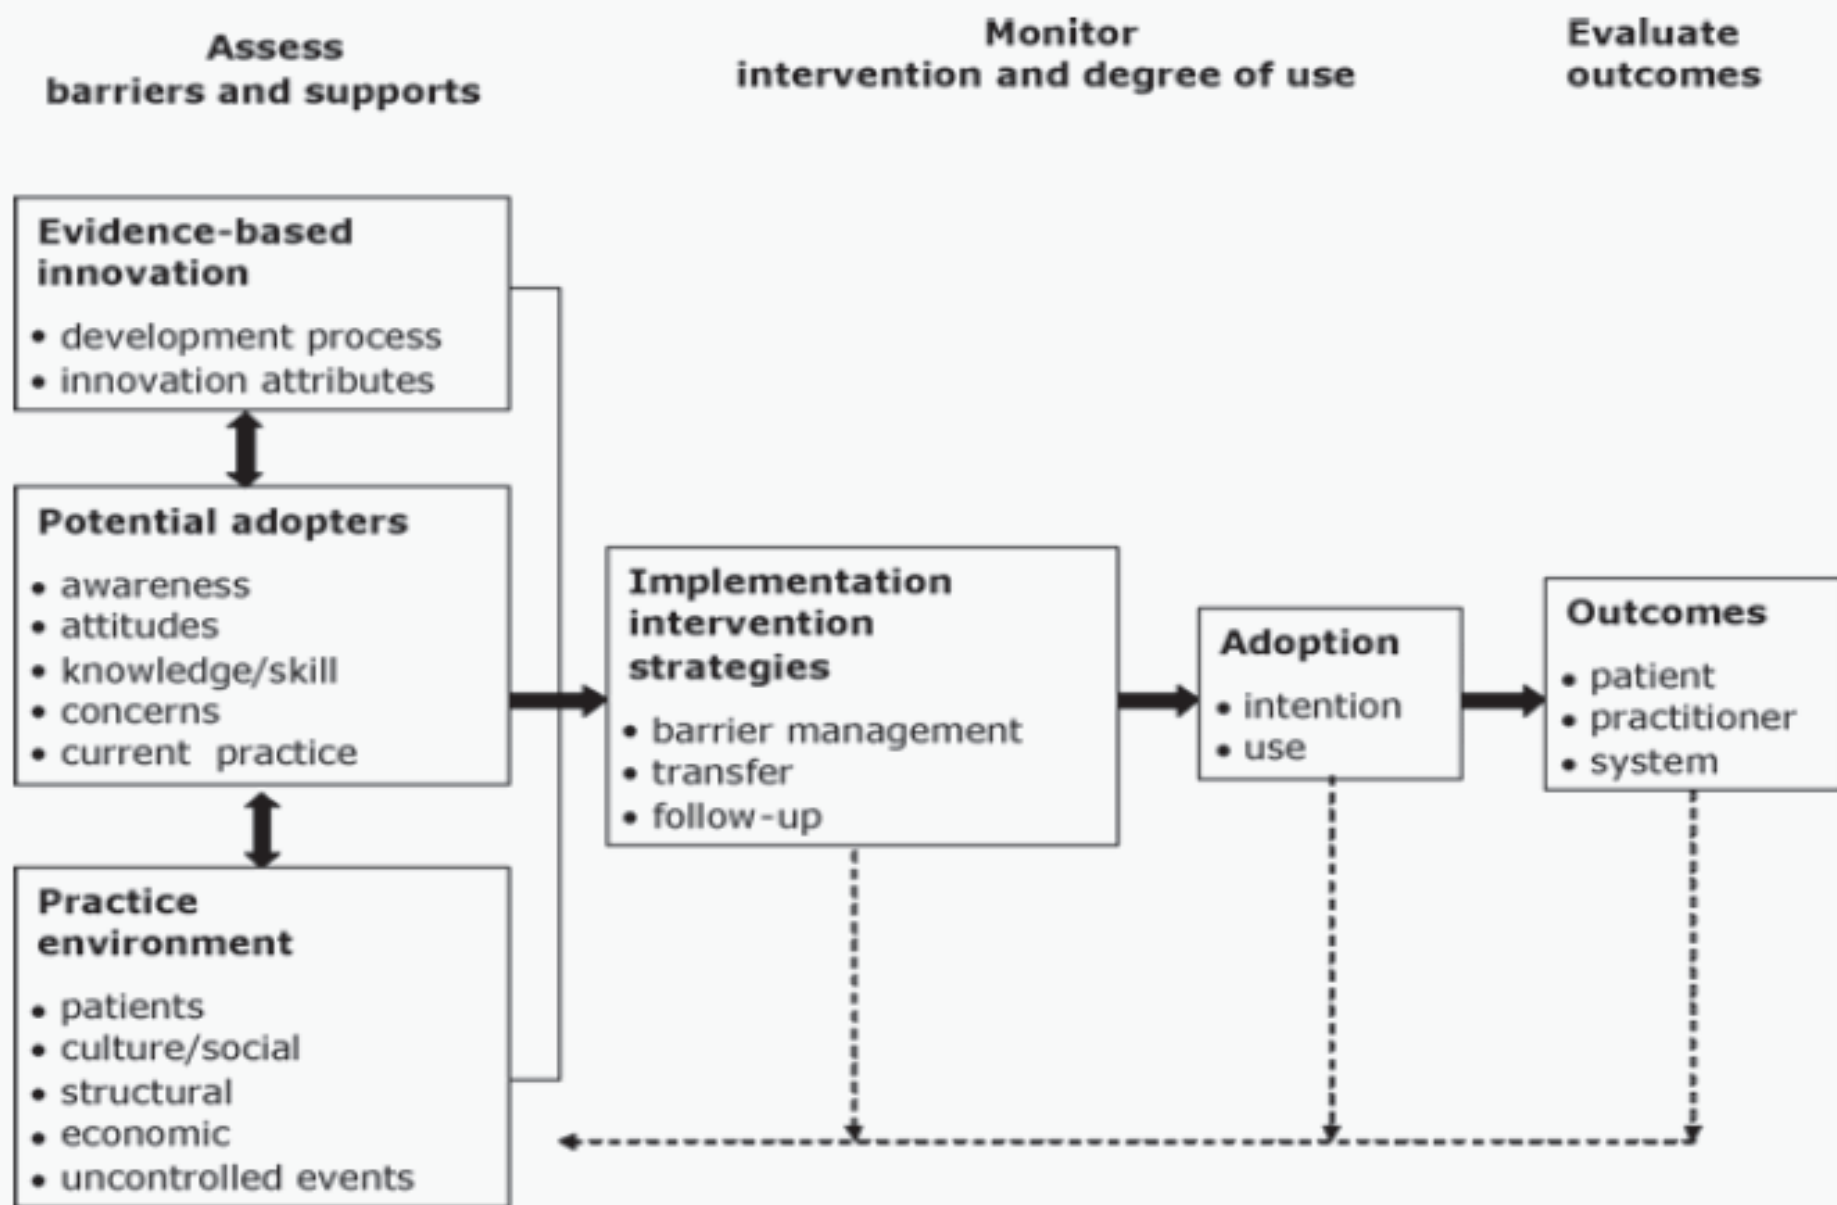 Assess
barriers and supports
Monitor
intervention and degree of use
Evaluate
outcomes
Evidence-based
innovation
• development process
• innovation attributes
Potential adopters
• awareness
• attitudes
• knowledge/skill
• concerns
• current practice
Practice
environment
• patients
• culture/social
• structural
• economic
• uncontrolled events
Implementation
intervention
strategies
• barrier management
• transfer
• follow-up
Adoption
• intention
• use
Outcomes
• patient
• practitioner
• system